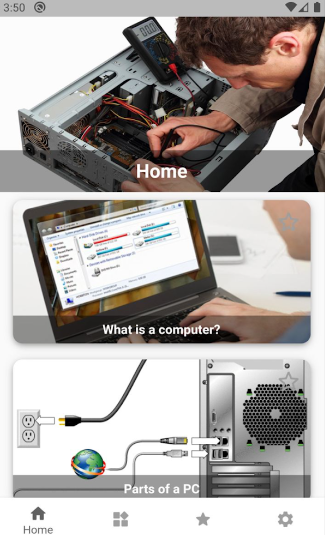 3:50
Home
What is a computer?
Parts of a PC
Home